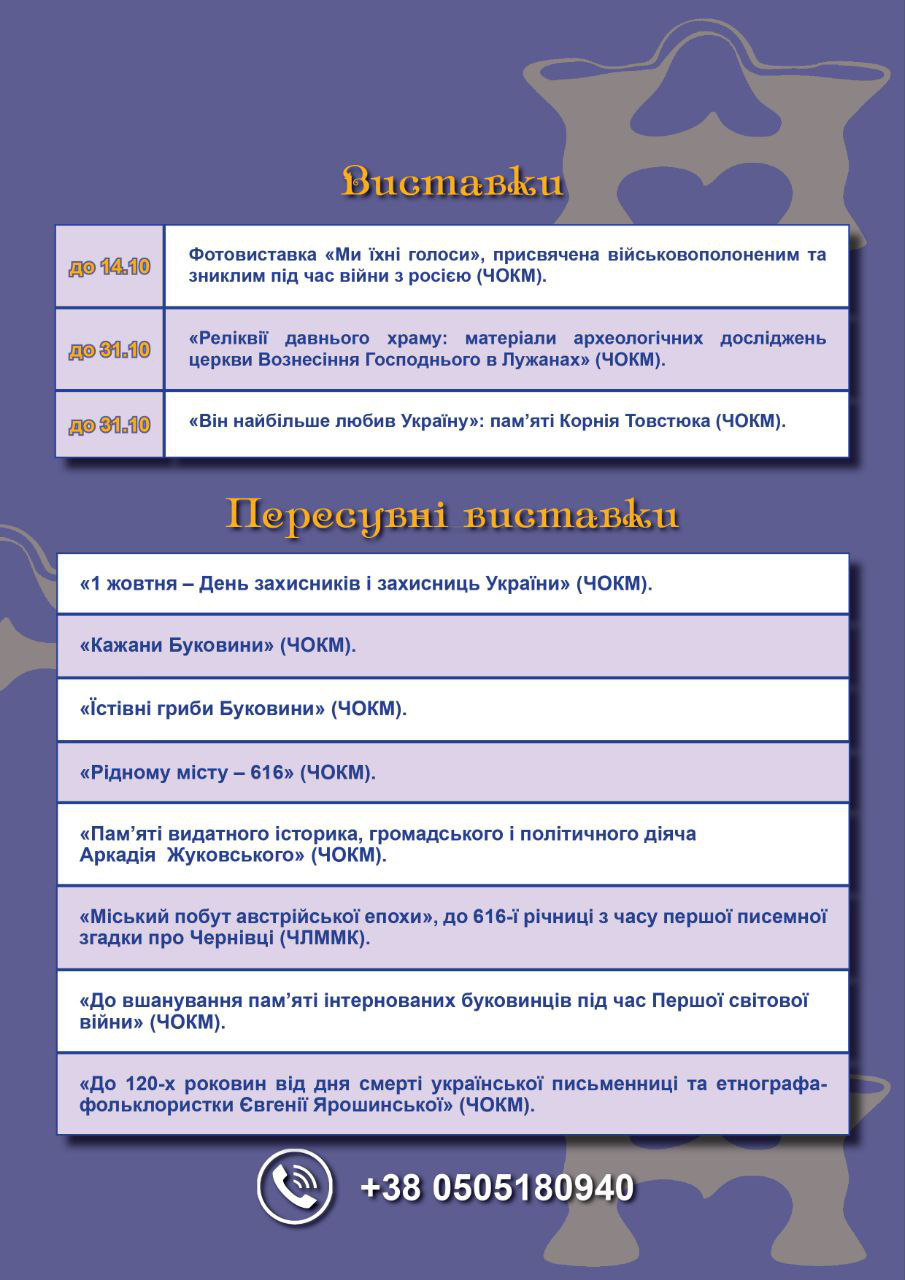 Виставки
до 14.10
Фотовиставка «Ми їхні голоси», присвячена військовополоненим та
зниклим під час війни з росією (ЧОКМ).
до 31.10
«Реліквії давнього храму: матеріали археологічних досліджень
церкви Вознесіння Господнього в Лужанах» (ЧОКМ).
до 31.10
«Він найбільше любив Україну»: пам’яті Корнія Товстюка (ЧОКМ).
Пересувні виставки
«1 жовтня – День захисників і захисниць України» (ЧОКМ).
«Кажани Буковини» (ЧОКМ).
«Їстівні гриби Буковини» (ЧОКМ).
«Рідному місту – 616» (ЧОКМ).
«Пам’яті видатного історика, громадського і політичного діяча
Аркадія Жуковського» (ЧОКМ).
«Міський побут австрійської епохи», до 616-ї річниці з часу першої писемної
згадки про Чернівці (ЧЛММК).
«До вшанування пам’яті інтернованих буковинців під час Першої світової
війни» (ЧОКМ).
«До 120-х роковин від дня смерті української письменниці та етнографа-
фольклористки Євгенії Ярошинської» (ЧОКМ).
+38 0505180940